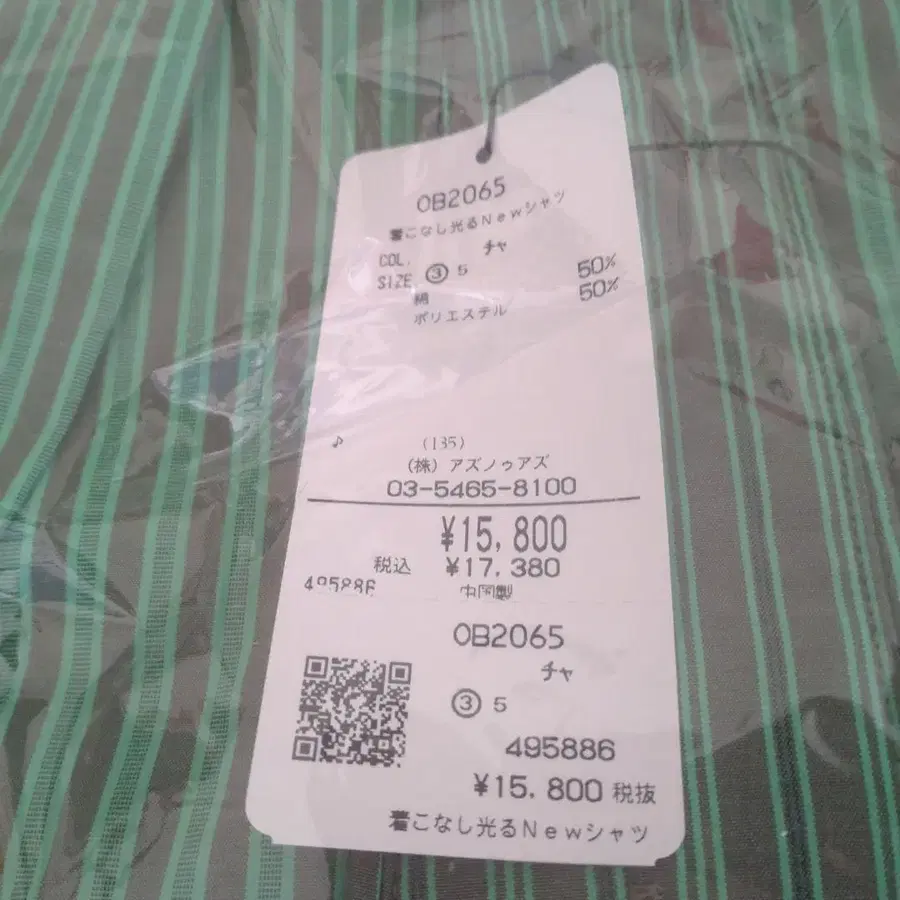 OB2065
着こなし光るNewシャツ
COL. チャ
SIZE ③ 5
綿 50%
ポリエステル 50%
♪ (135)
(株) アズノゥアズ
03-5465-8100
¥15,800
税込 ¥17,380
495886 中国製
OB2065
チャ
③ 5
495886
¥15,800 税抜
着こなし光るNewシャツ